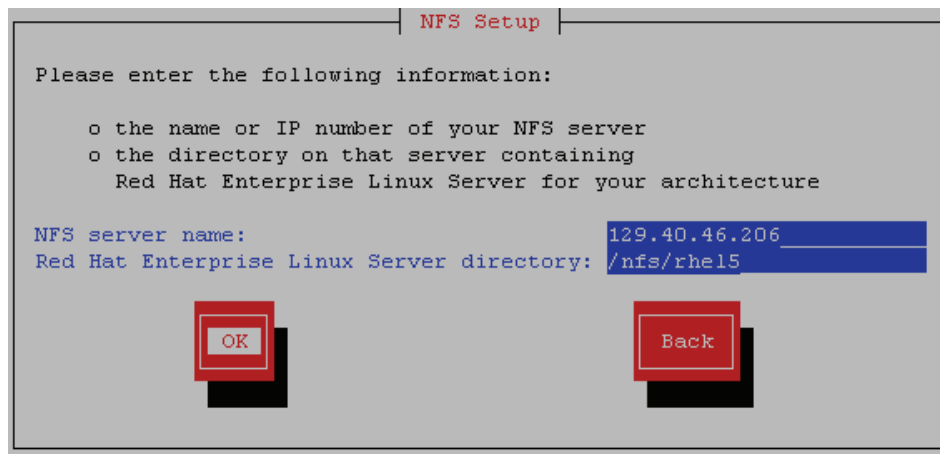 NFS Setup
Please enter the following information:
o the name or IP number of your NFS server
o the directory on that server containing
Red Hat Enterprise Linux Server for your architecture
NFS server name: 129.40.46.206
Red Hat Enterprise Linux Server directory: /nfs/rhel5
OK Back